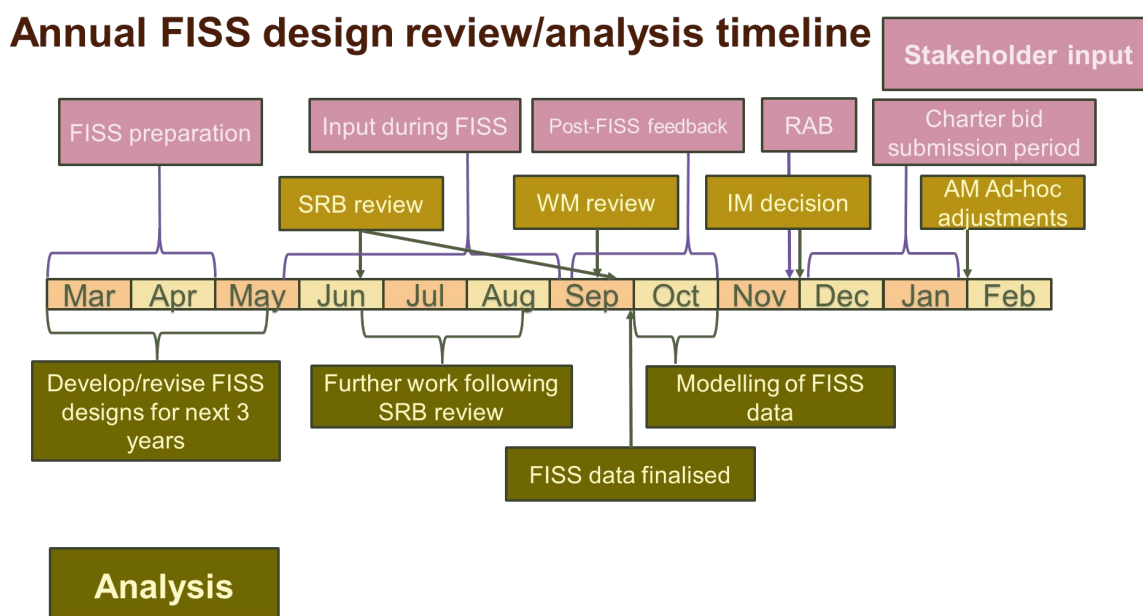 Annual FISS design review/analysis timeline
Stakeholder input
FISS preparation
Input during FISS
Post-FISS feedback
RAB
Charter bid
submission period
SRB review
WM review
IM decision
AM Ad-hoc
adjustments
Mar Apr May Jun Jul Aug Sep Oct Nov Dec Jan Feb
Develop/revise FISS
designs for next 3
years
Further work following
SRB review
Modelling of FISS
data
FISS data finalised
Analysis